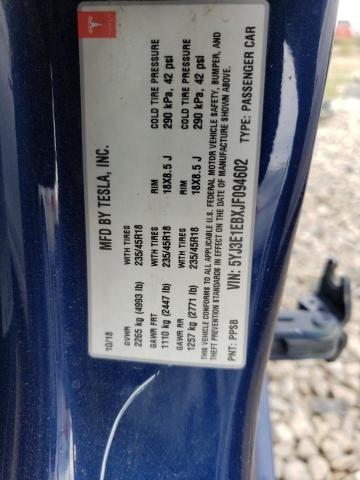 TESLA
MFD BY TESLA, INC.
10/18
GVWR WITH TIRES RIM COLD TIRE PRESSURE
2265 kg (4993 lb) 235/45R18 18X8.5 J 290 kPa, 42 psi
GAWR FRT WITH TIRES RIM COLD TIRE PRESSURE
1110 kg (2447 lb) 235/45R18 18X8.5 J 290 kPa, 42 psi
GAWR RR
1257 kg (2771 lb)
THIS VEHICLE CONFORMS TO ALL APPLICABLE U.S. FEDERAL MOTOR VEHICLE SAFETY, BUMPER, AND
THEFT PREVENTION STANDARDS IN EFFECT ON THE DATE OF MANUFACTURE SHOWN ABOVE.
VIN: 5YJ3E1EBXJF094602
PNT: PPSB TYPE: PASSENGER CAR